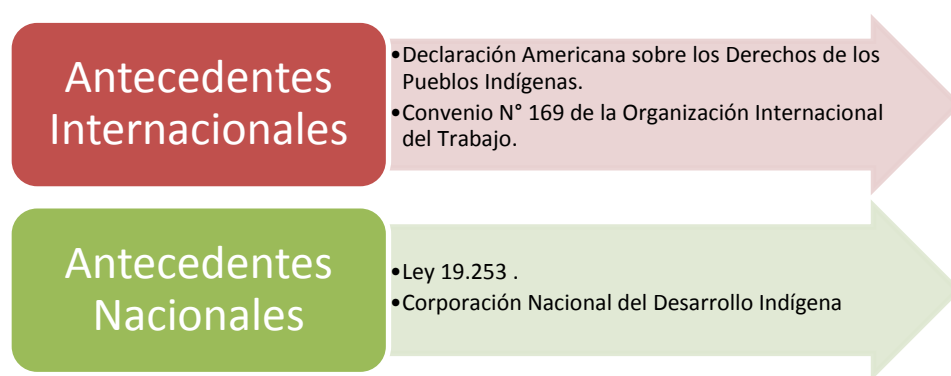 Antecedentes
Internacionales
•Declaración Americana sobre los Derechos de los
Pueblos Indígenas.
•Convenio N° 169 de la Organización Internacional
del Trabajo.
Antecedentes
Nacionales
•Ley 19.253 .
•Corporación Nacional del Desarrollo Indígena